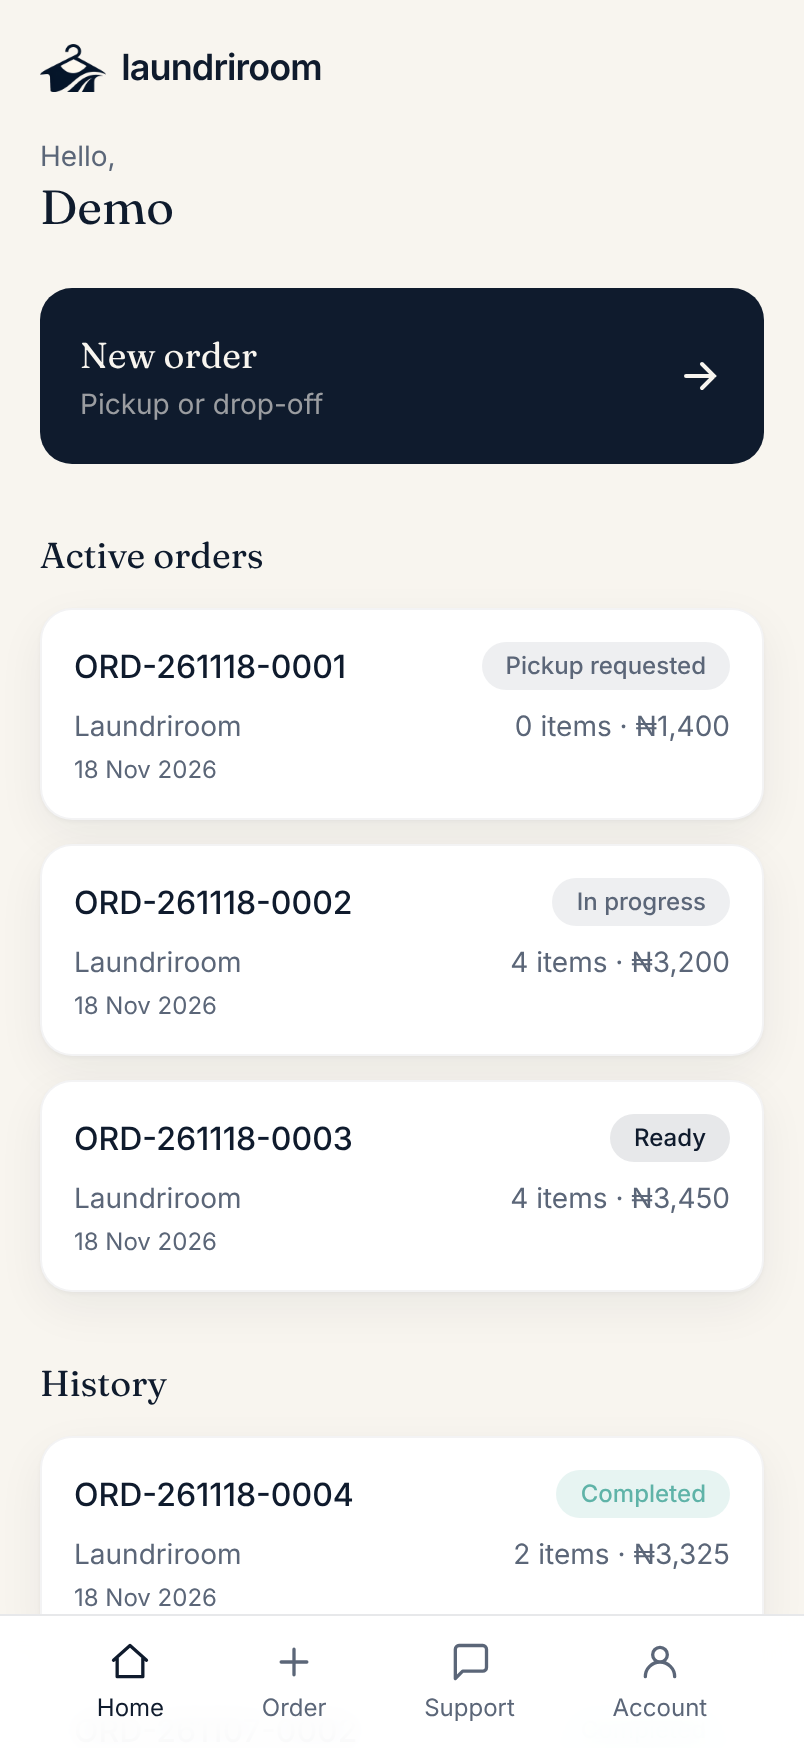 laundriroom
Hello,
Demo
New order
Pickup or drop-off
Active orders
ORD-261118-0001
Pickup requested
Laundriroom
0 items · ₦1,400
18 Nov 2026
ORD-261118-0002
In progress
Laundriroom
4 items · ₦3,200
18 Nov 2026
ORD-261118-0003
Ready
Laundriroom
4 items · ₦3,450
18 Nov 2026
History
ORD-261118-0004
Completed
Laundriroom
2 items · ₦3,325
18 Nov 2026
Home
Order
Support
Account